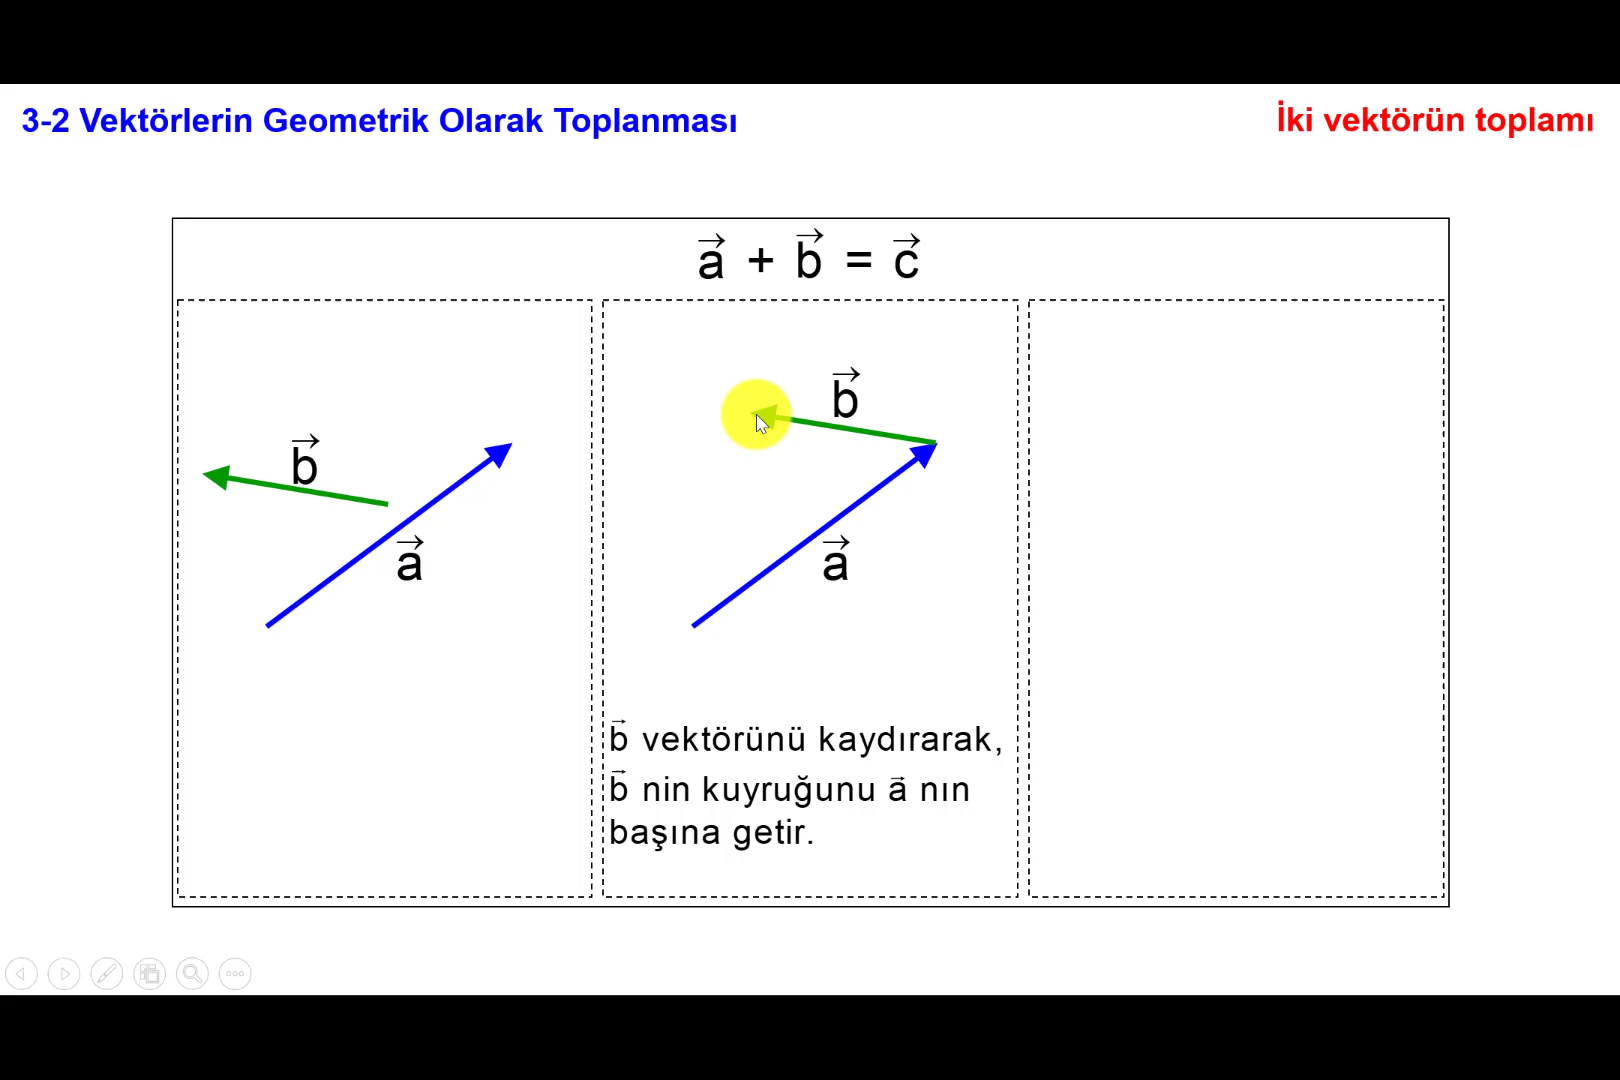 3-2 Vektörlerin Geometrik Olarak Toplanması
İki vektörün toplamı
a⃗ + b⃗ = c⃗
b⃗
a⃗
b⃗
a⃗
b⃗ vektörünü kaydırarak,
b⃗ nin kuyruğunu a⃗ nın
başına getir.